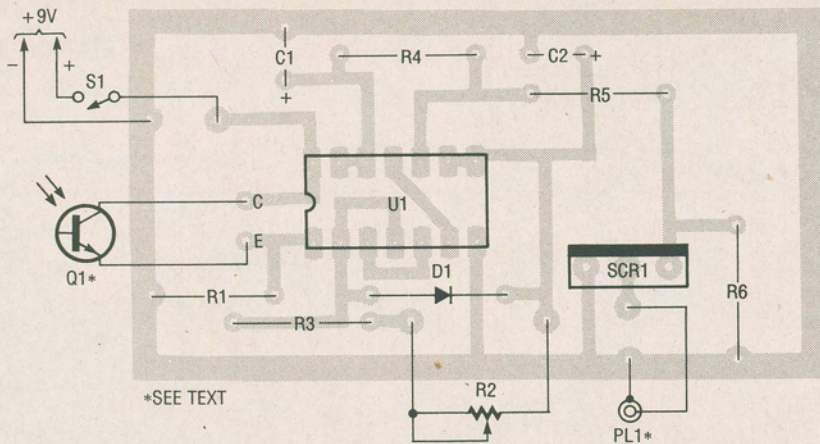 +9V
− +
S1
C1
+
R4
C2 +
R5
C
E
U1
Q1*
D1
SCR1
R1
R3
R6
R2
*SEE TEXT
PL1*